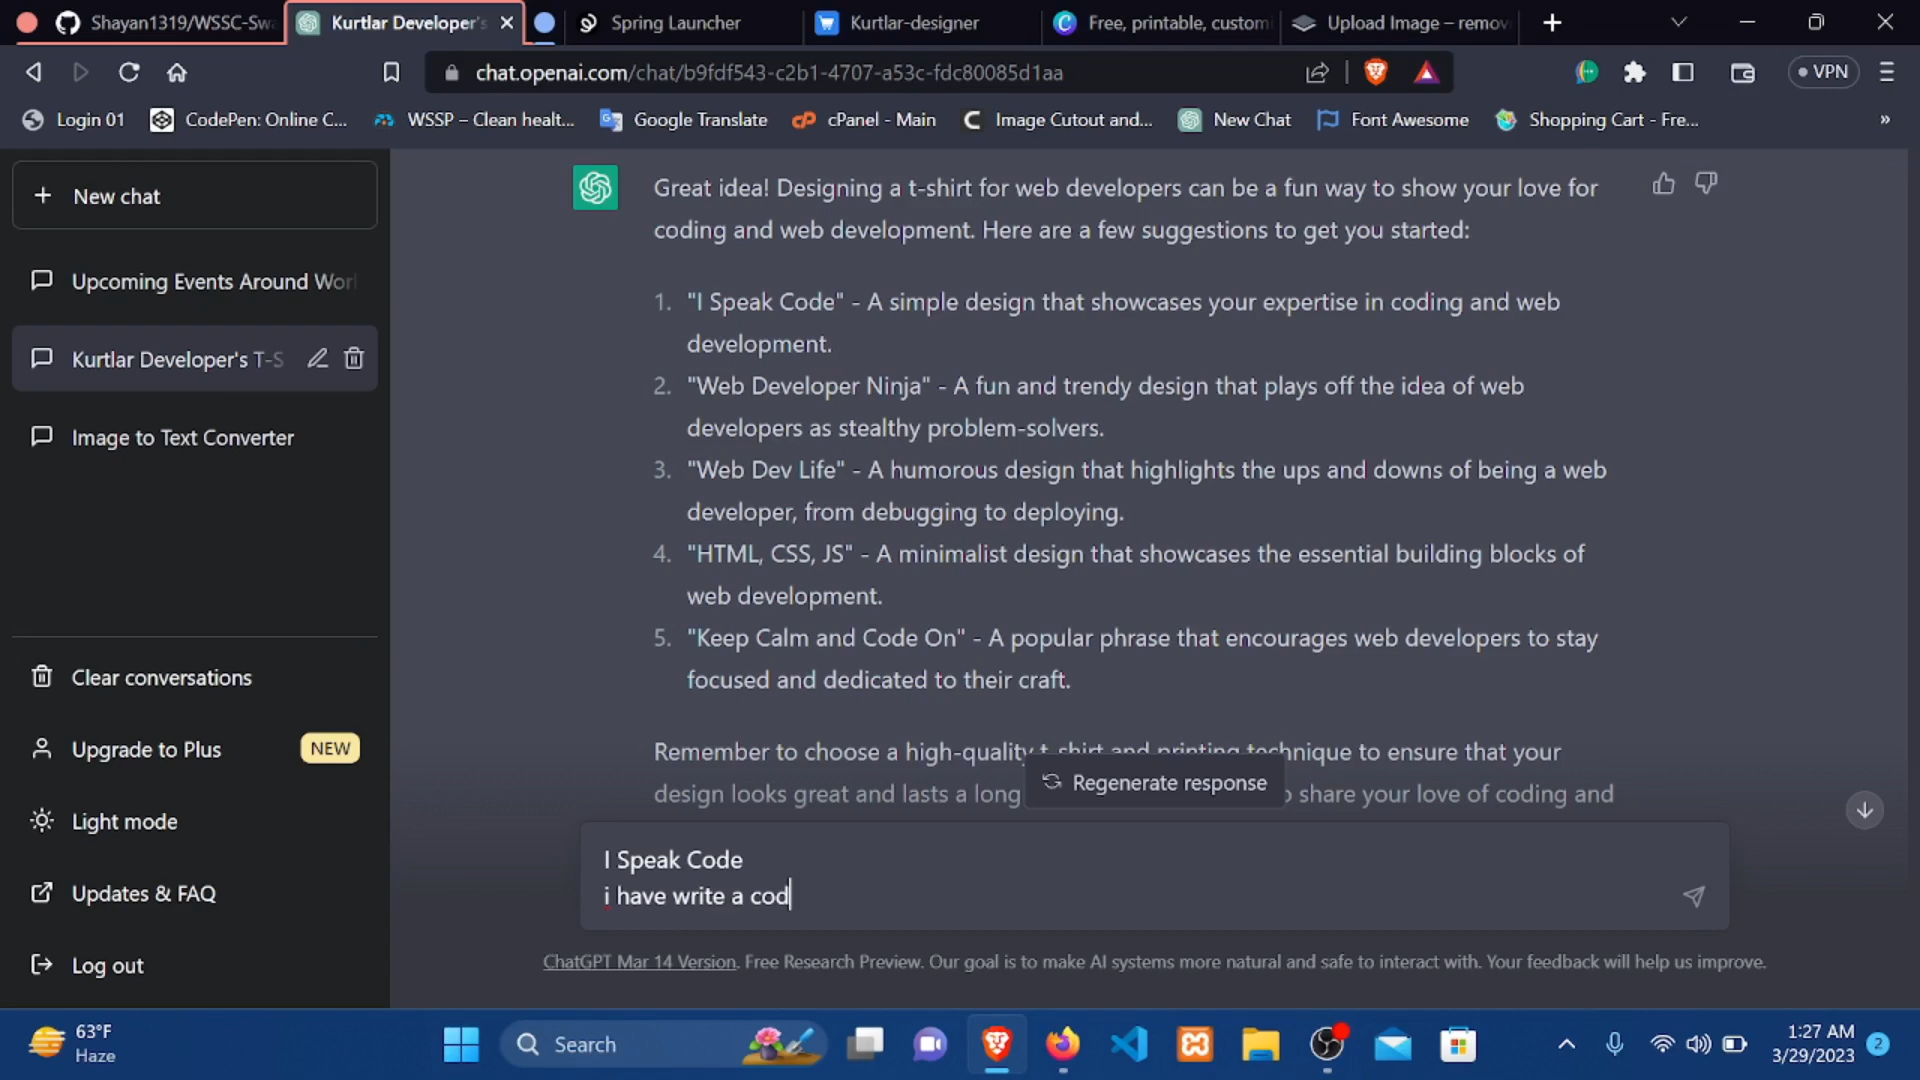 Shayan1319/WSSC-Swa
Kurtlar Developer's
Spring Launcher
Kurtlar-designer
Free, printable, customi
Upload Image – remov
chat.openai.com/chat/b9fdf543-c2b1-4707-a53c-fdc80085d1aa
VPN
Login 01
CodePen: Online C...
WSSP – Clean healt...
Google Translate
cPanel - Main
Image Cutout and...
New Chat
Font Awesome
Shopping Cart - Fre...
»
New chat
Upcoming Events Around Worl
Kurtlar Developer's T-S
Image to Text Converter
Clear conversations
Upgrade to Plus
NEW
Light mode
Updates & FAQ
Log out
Great idea! Designing a t-shirt for web developers can be a fun way to show your love for
coding and web development. Here are a few suggestions to get you started:
1. "I Speak Code" - A simple design that showcases your expertise in coding and web
development.
2. "Web Developer Ninja" - A fun and trendy design that plays off the idea of web
developers as stealthy problem-solvers.
3. "Web Dev Life" - A humorous design that highlights the ups and downs of being a web
developer, from debugging to deploying.
4. "HTML, CSS, JS" - A minimalist design that showcases the essential building blocks of
web development.
5. "Keep Calm and Code On" - A popular phrase that encourages web developers to stay
focused and dedicated to their craft.
Remember to choose a high-quality t-shirt and printing technique to ensure that your
design looks great and lasts a long
share your love of coding and
Regenerate response
I Speak Code
i have write a cod
ChatGPT Mar 14 Version. Free Research Preview. Our goal is to make AI systems more natural and safe to interact with. Your feedback will help us improve.
63°F
Haze
Search
1:27 AM
3/29/2023
2